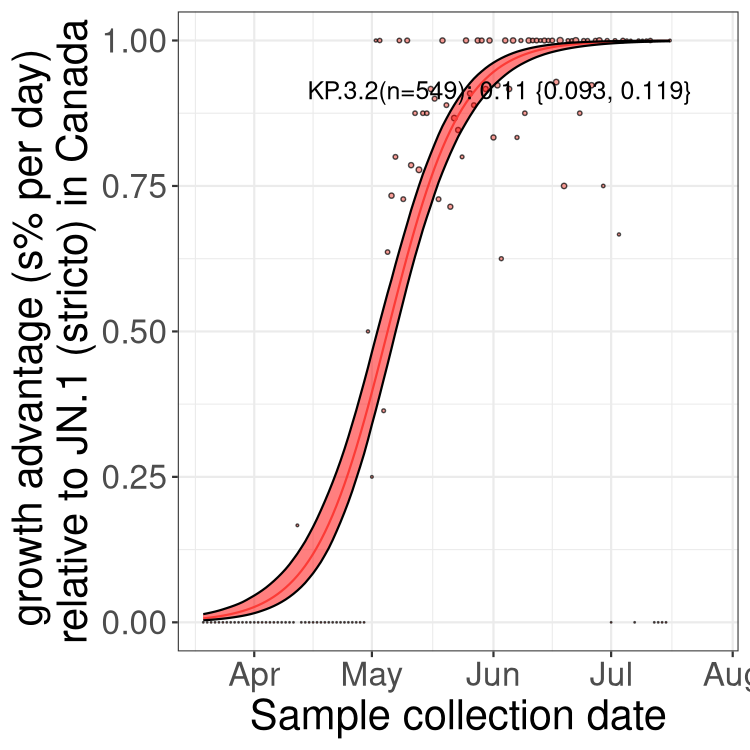 growth advantage (s% per day)
relative to JN.1 (stricto) in Canada
1.00
0.75
0.50
0.25
0.00
KP.3.2(n=549): 0.11 {0.093, 0.119}
Apr May Jun Jul Aug
Sample collection date